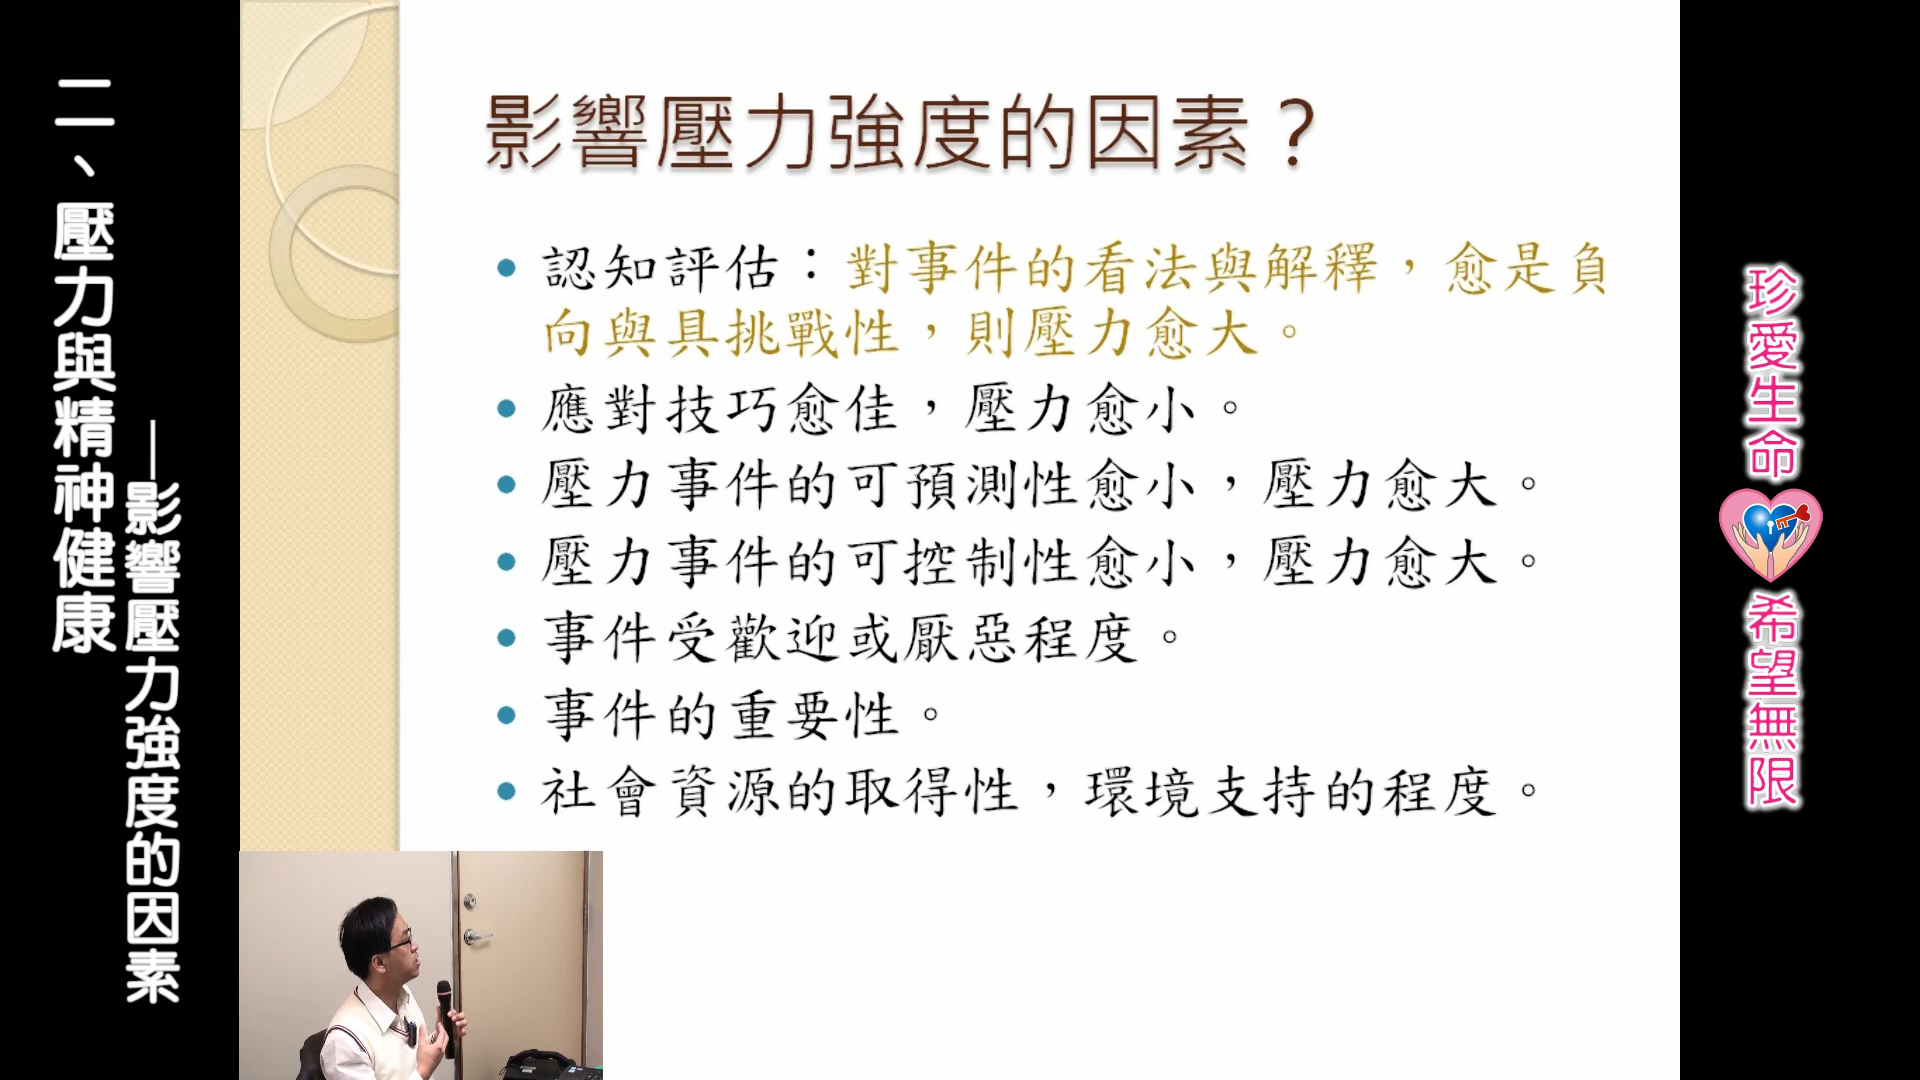 二、壓力與精神健康
—影響壓力強度的因素
影響壓力強度的因素？
認知評估：對事件的看法與解釋，愈是負
向與具挑戰性，則壓力愈大。
應對技巧愈佳，壓力愈小。
壓力事件的可預測性愈小，壓力愈大。
壓力事件的可控制性愈小，壓力愈大。
事件受歡迎或厭惡程度。
事件的重要性。
社會資源的取得性，環境支持的程度。
珍愛生命
希望無限